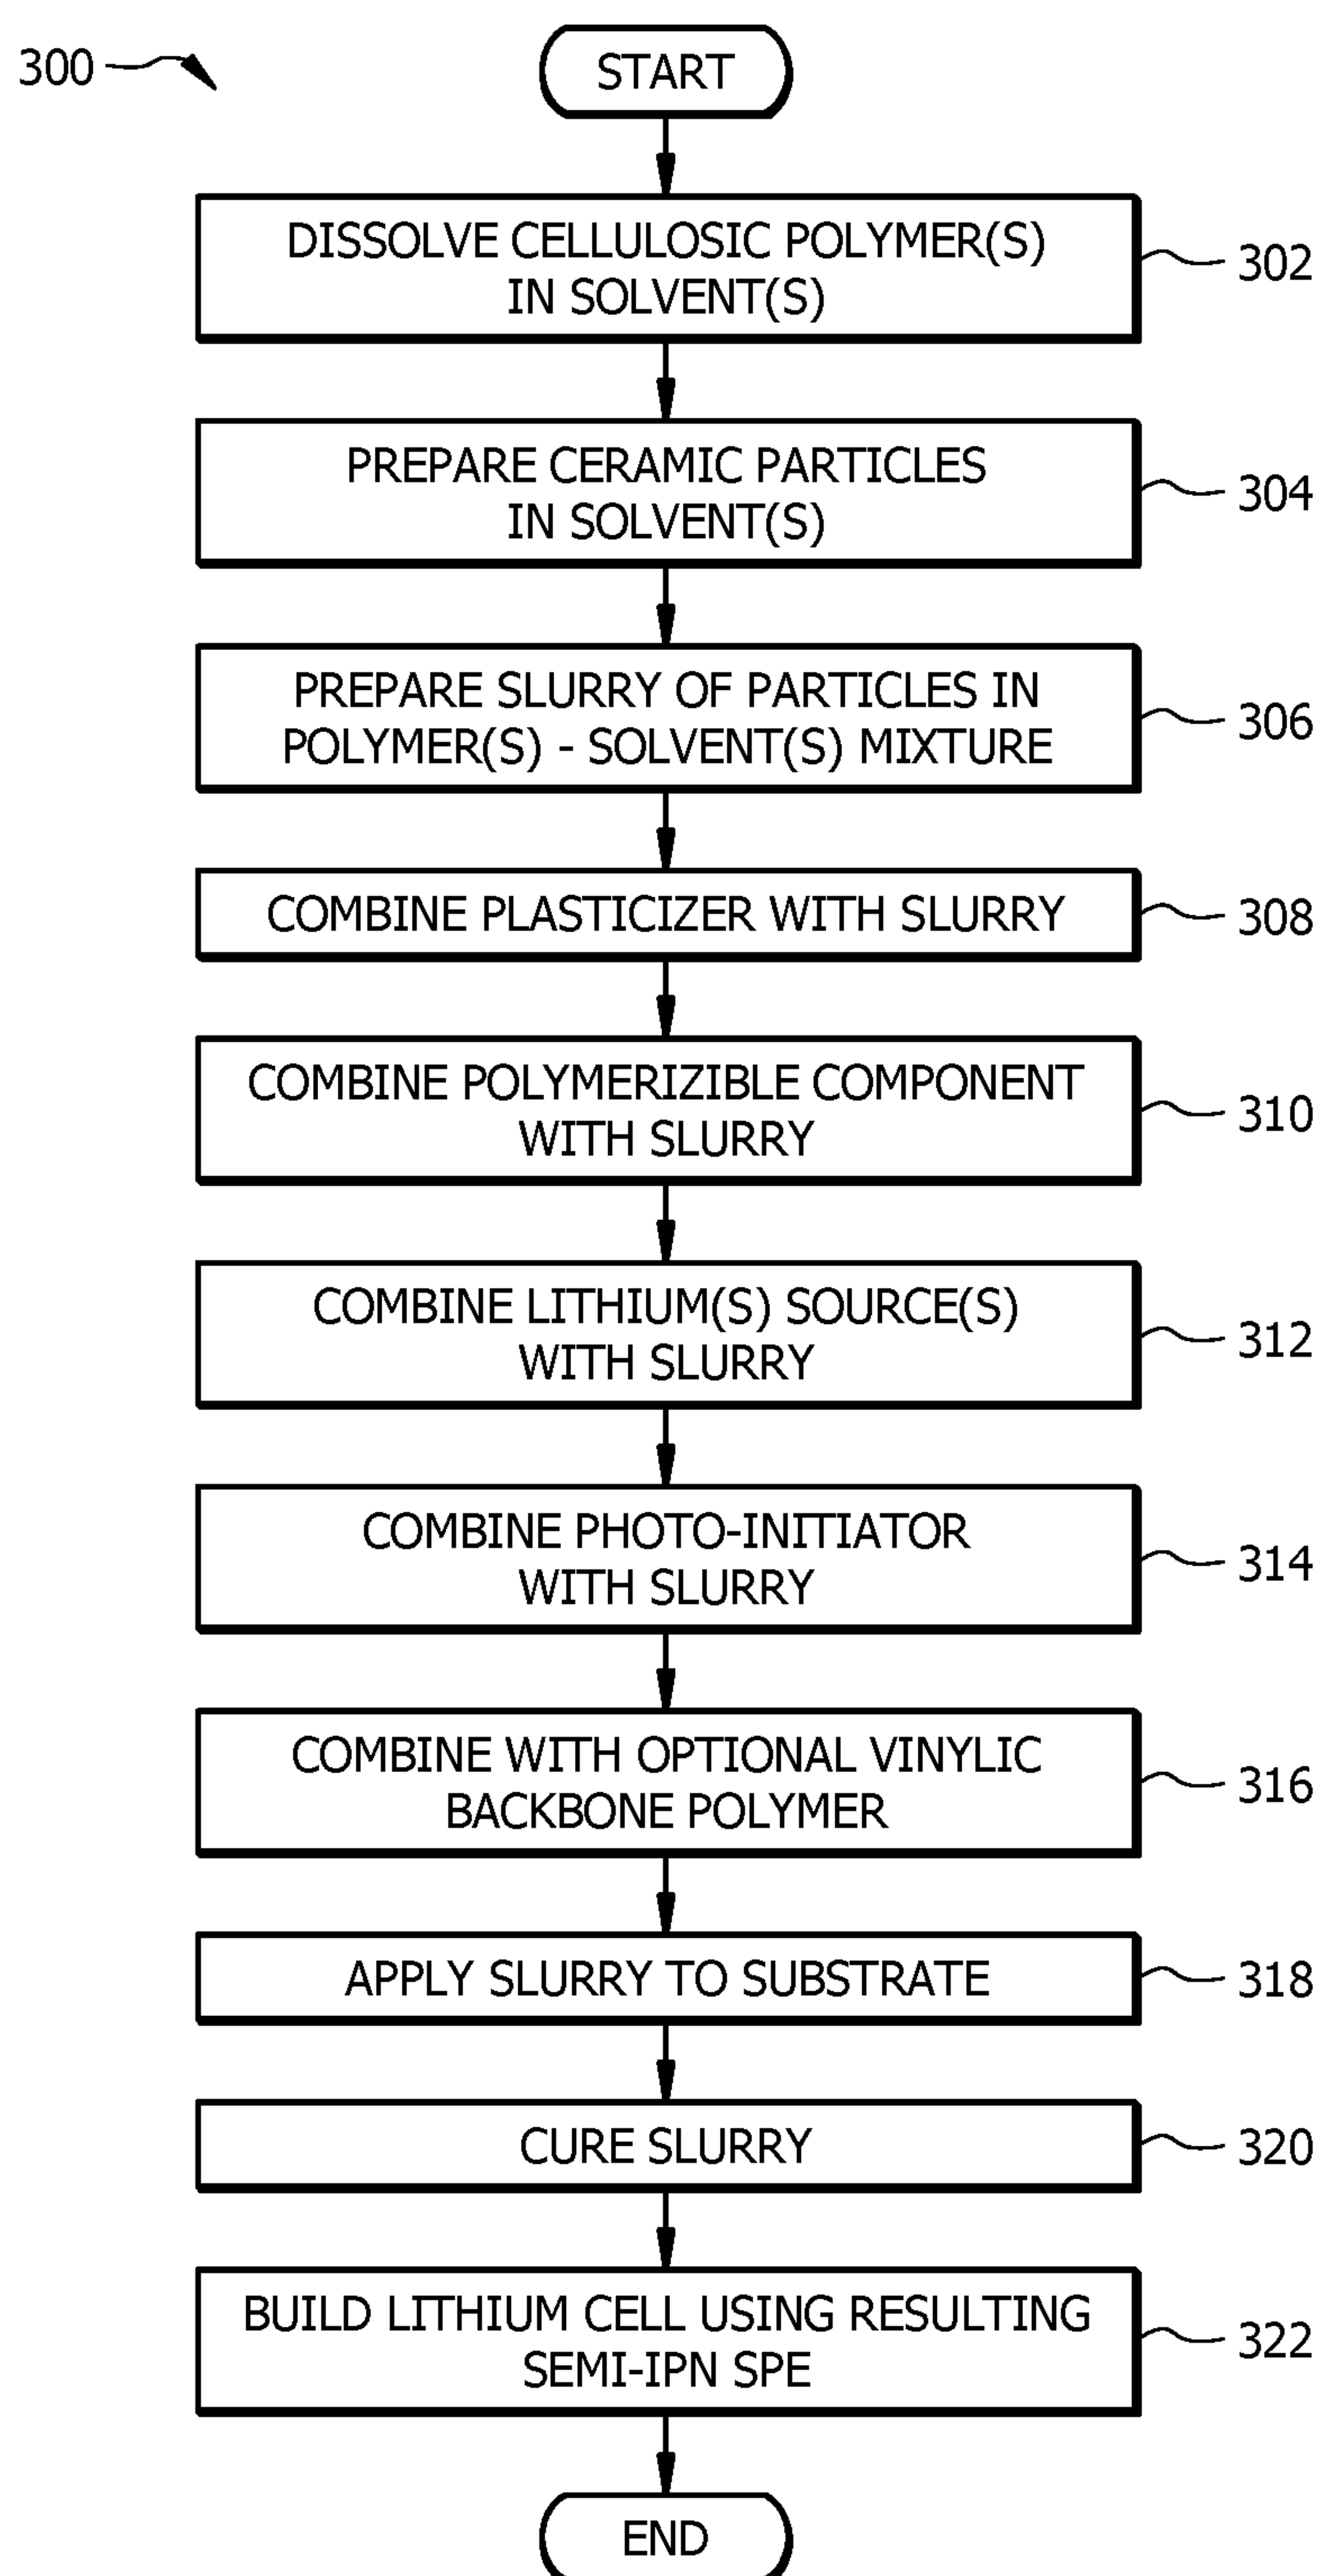 300
START
DISSOLVE CELLULOSIC POLYMER(S)
IN SOLVENT(S)
302
PREPARE CERAMIC PARTICLES
IN SOLVENT(S)
304
PREPARE SLURRY OF PARTICLES IN
POLYMER(S) - SOLVENT(S) MIXTURE
306
COMBINE PLASTICIZER WITH SLURRY
308
COMBINE POLYMERIZIBLE COMPONENT
WITH SLURRY
310
COMBINE LITHIUM(S) SOURCE(S)
WITH SLURRY
312
COMBINE PHOTO-INITIATOR
WITH SLURRY
314
COMBINE WITH OPTIONAL VINYLIC
BACKBONE POLYMER
316
APPLY SLURRY TO SUBSTRATE
318
CURE SLURRY
320
BUILD LITHIUM CELL USING RESULTING
SEMI-IPN SPE
322
END